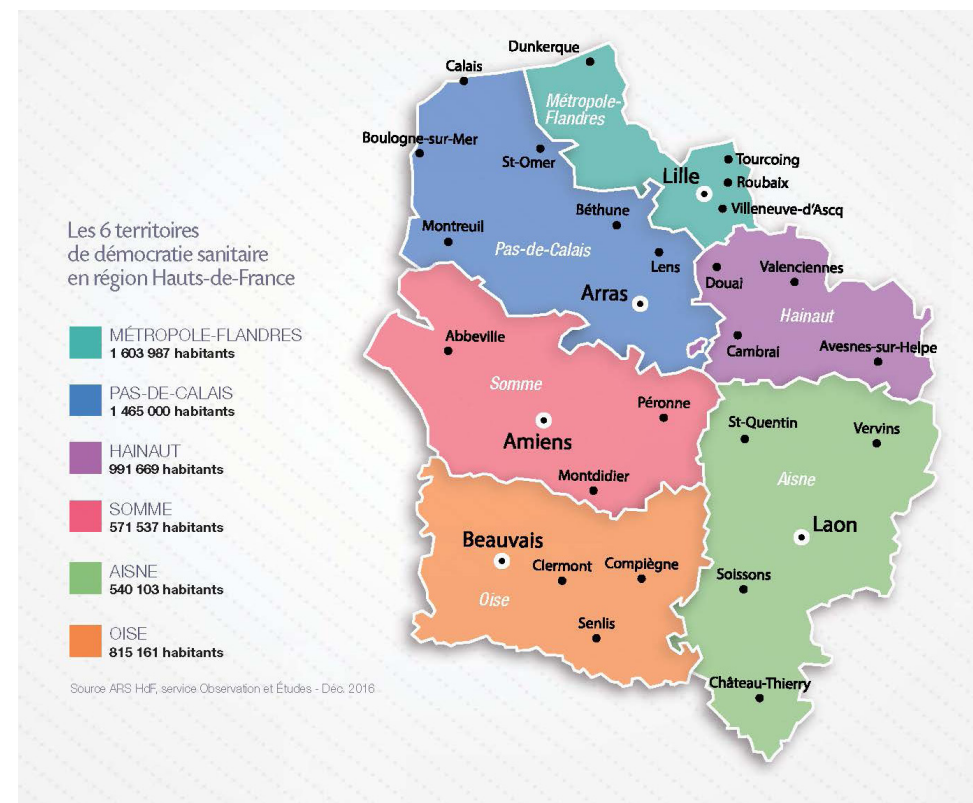 Les 6 territoires
de démocratie sanitaire
en région Hauts-de-France
MÉTROPOLE-FLANDRES
1 603 987 habitants
PAS-DE-CALAIS
1 465 000 habitants
HAINAUT
991 669 habitants
SOMME
571 537 habitants
AISNE
540 103 habitants
OISE
815 161 habitants
Source ARS HdF, service Observation et Études - Déc. 2016
Dunkerque
Calais
Métropole-
Flandres
Boulogne-sur-Mer
St-Omer
Tourcoing
Lille
Roubaix
Villeneuve-d'Ascq
Béthune
Montreuil
Pas-de-Calais
Lens
Douai
Valenciennes
Arras
Hainaut
Abbeville
Cambrai
Avesnes-sur-Helpe
Somme
Péronne
Amiens
St-Quentin
Vervins
Montdidier
Aisne
Laon
Beauvais
Clermont
Compiègne
Soissons
Oise
Senlis
Château-Thierry